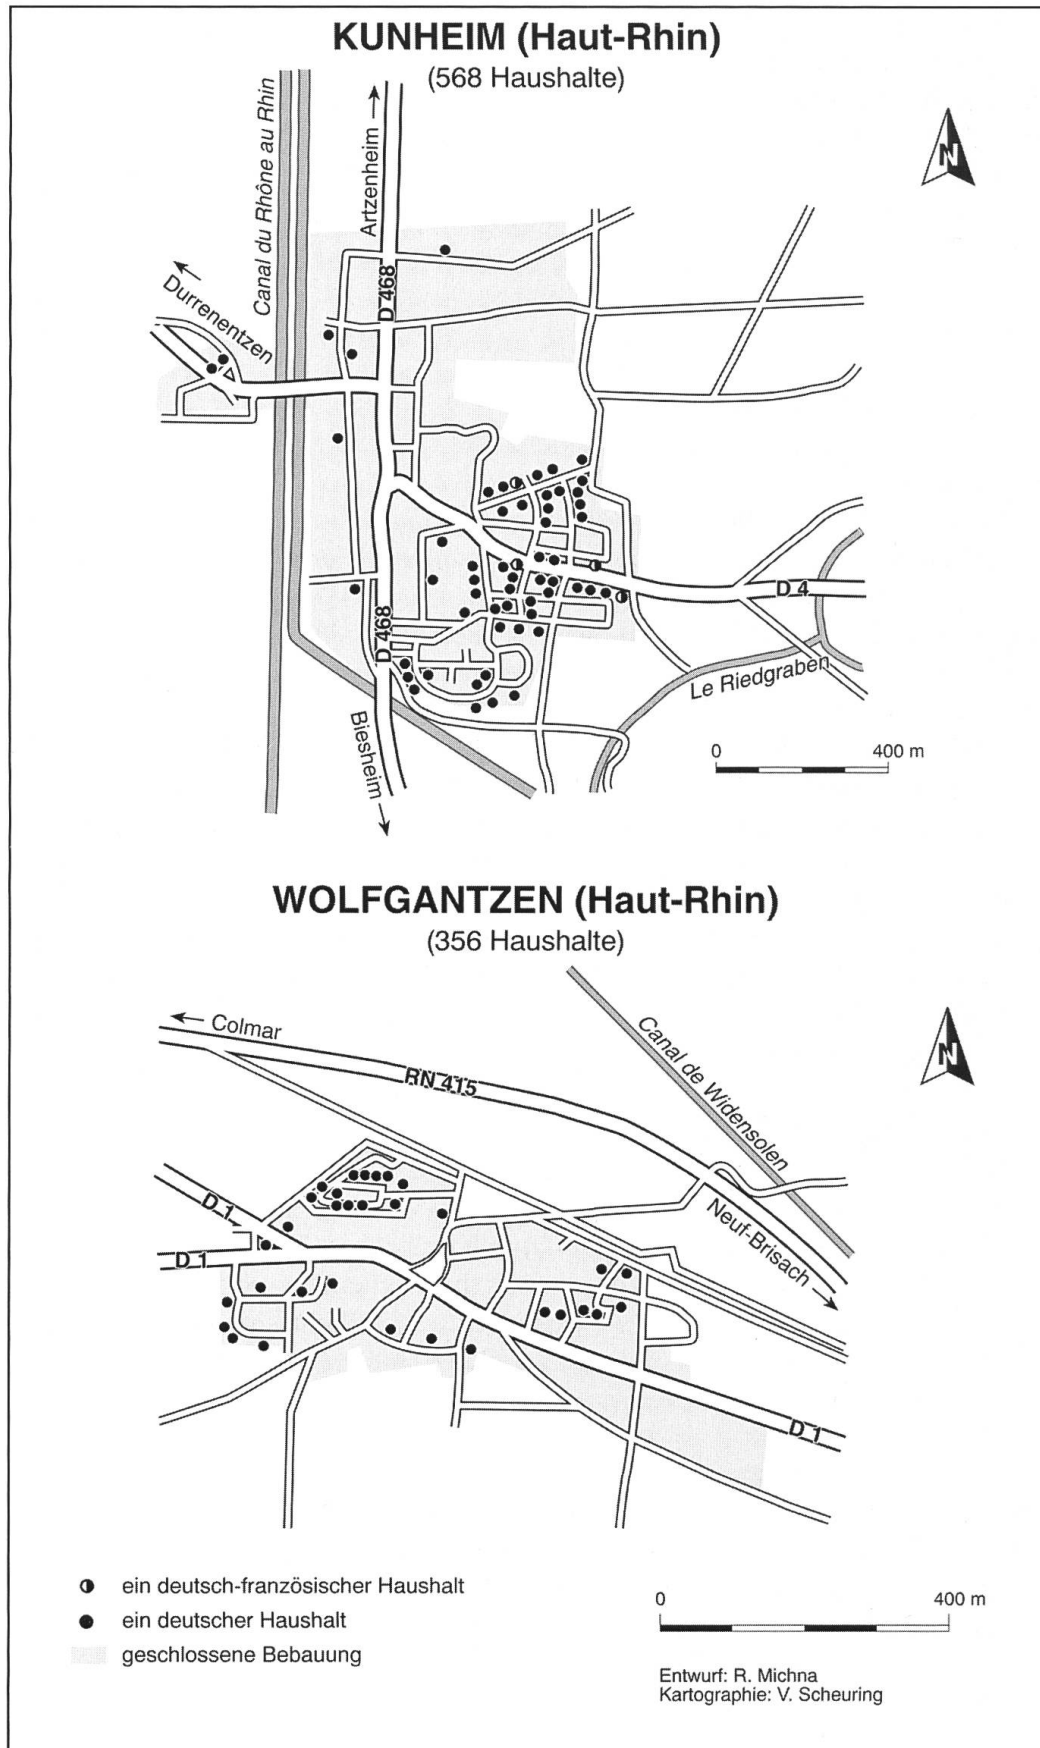 KUNHEIM (Haut-Rhin)
(568 Haushalte)
Canal du Rhône au Rhin
Artzenheim
N
D 468
Durrenentzen
D 4
D 468
Le Riedgraben
Biesheim
0 400 m
WOLFGANTZEN (Haut-Rhin)
(356 Haushalte)
Colmar
N
RN 415
Canal de Widensolen
D 1
Neuf-Brisach
D 1
D 1
ein deutsch-französischer Haushalt
ein deutscher Haushalt
geschlossene Bebauung
0 400 m
Entwurf: R. Michna
Kartographie: V. Scheuring